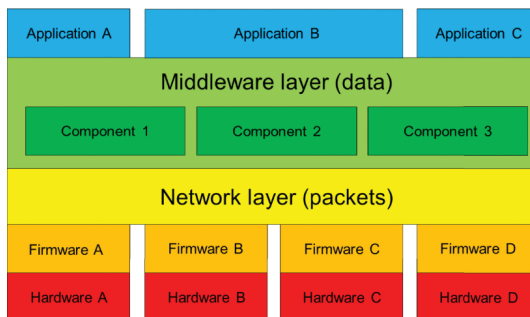 Application A Application B Application C
Middleware layer (data)
Component 1 Component 2 Component 3
Network layer (packets)
Firmware A Firmware B Firmware C Firmware D
Hardware A Hardware B Hardware C Hardware D